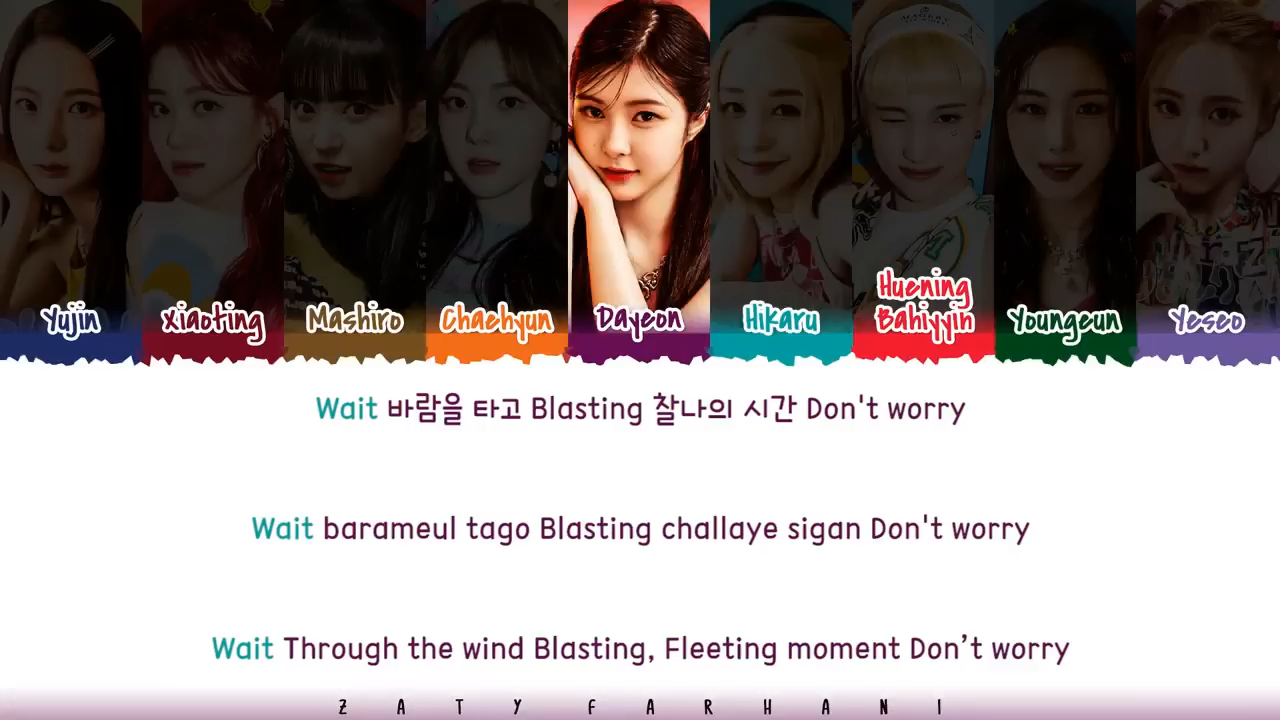 Yujin
Xiaoting
Mashiro
Chaehyun
Dayeon
Hikaru
Huening
Bahiyyih
Youngeun
Yeseo
Wait 바람을 타고 Blasting 찰나의 시간 Don't worry
Wait barameul tago Blasting challaye sigan Don't worry
Wait Through the wind Blasting, Fleeting moment Don’t worry
ZATY FARHANI